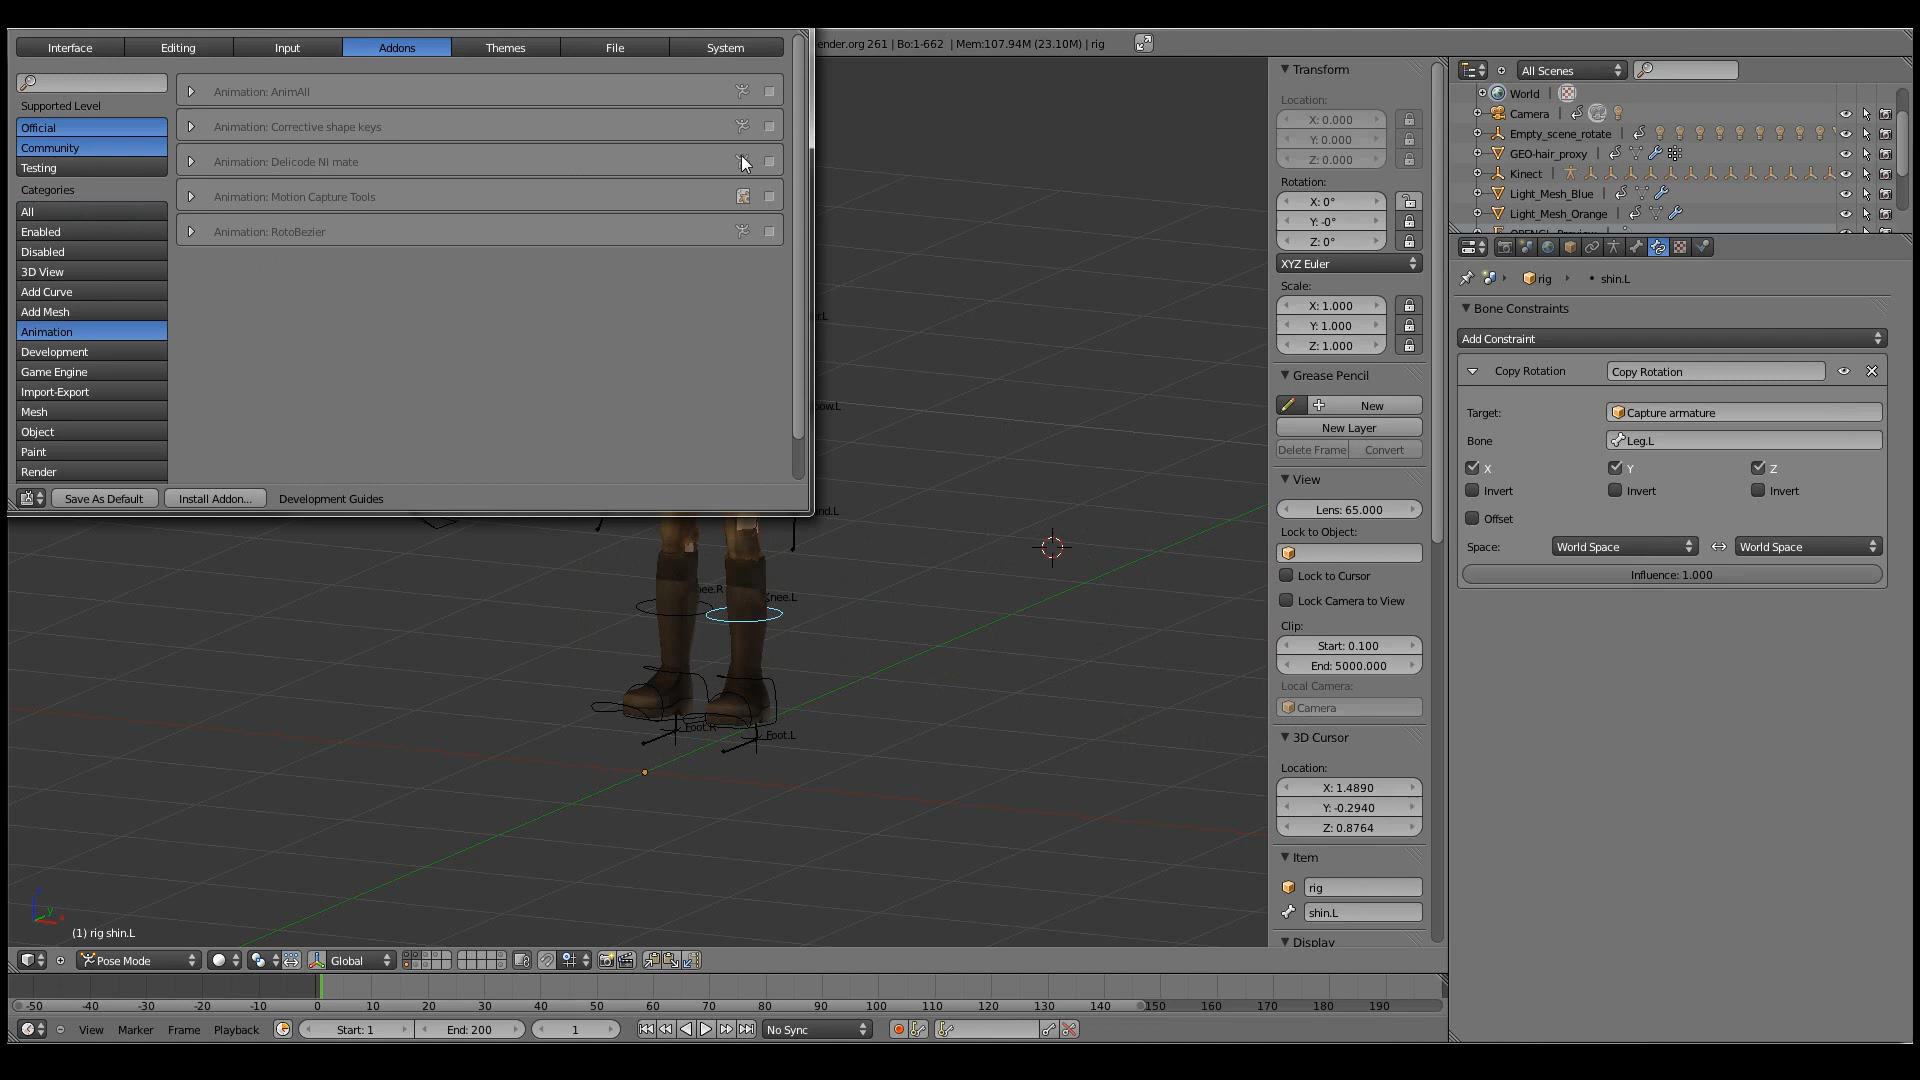 Interface Editing Input Addons Themes File System
ender.org 261 | Bo:1-662 | Mem:107.94M (23.10M) | rig
Supported Level
Official
Community
Testing
Categories
All
Enabled
Disabled
3D View
Add Curve
Add Mesh
Animation
Development
Game Engine
Import-Export
Mesh
Object
Paint
Render
Animation: AnimAll
Animation: Corrective shape keys
Animation: Delicode NI mate
Animation: Motion Capture Tools
Animation: RotoBezier
Save As Default Install Addon... Development Guides
r.L
ow.L
nd.L
nee.R
Knee.L
Foot.R
Foot.L
(1) rig shin.L
Transform
Location:
X: 0.000
Y: 0.000
Z: 0.000
Rotation:
X: 0°
Y: -0°
Z: 0°
XYZ Euler
Scale:
X: 1.000
Y: 1.000
Z: 1.000
Grease Pencil
New
New Layer
Delete Frame Convert
View
Lens: 65.000
Lock to Object:
Lock to Cursor
Lock Camera to View
Clip:
Start: 0.100
End: 5000.000
Local Camera:
Camera
3D Cursor
Location:
X: 1.4890
Y: -0.2940
Z: 0.8764
Item
rig
shin.L
Display
All Scenes
World
Camera
Empty_scene_rotate
GEO-hair_proxy
Kinect
Light_Mesh_Blue
Light_Mesh_Orange
OPENGL_Preview
rig shin.L
Bone Constraints
Add Constraint
Copy Rotation Copy Rotation
Target: Capture armature
Bone Leg.L
X Y Z
Invert Invert Invert
Offset
Space: World Space World Space
Influence: 1.000
Pose Mode Global
-50 -40 -30 -20 -10 0 10 20 30 40 50 60 70 80 90 100 110 120 130 140 150 160 170 180 190
View Marker Frame Playback Start: 1 End: 200 1 No Sync